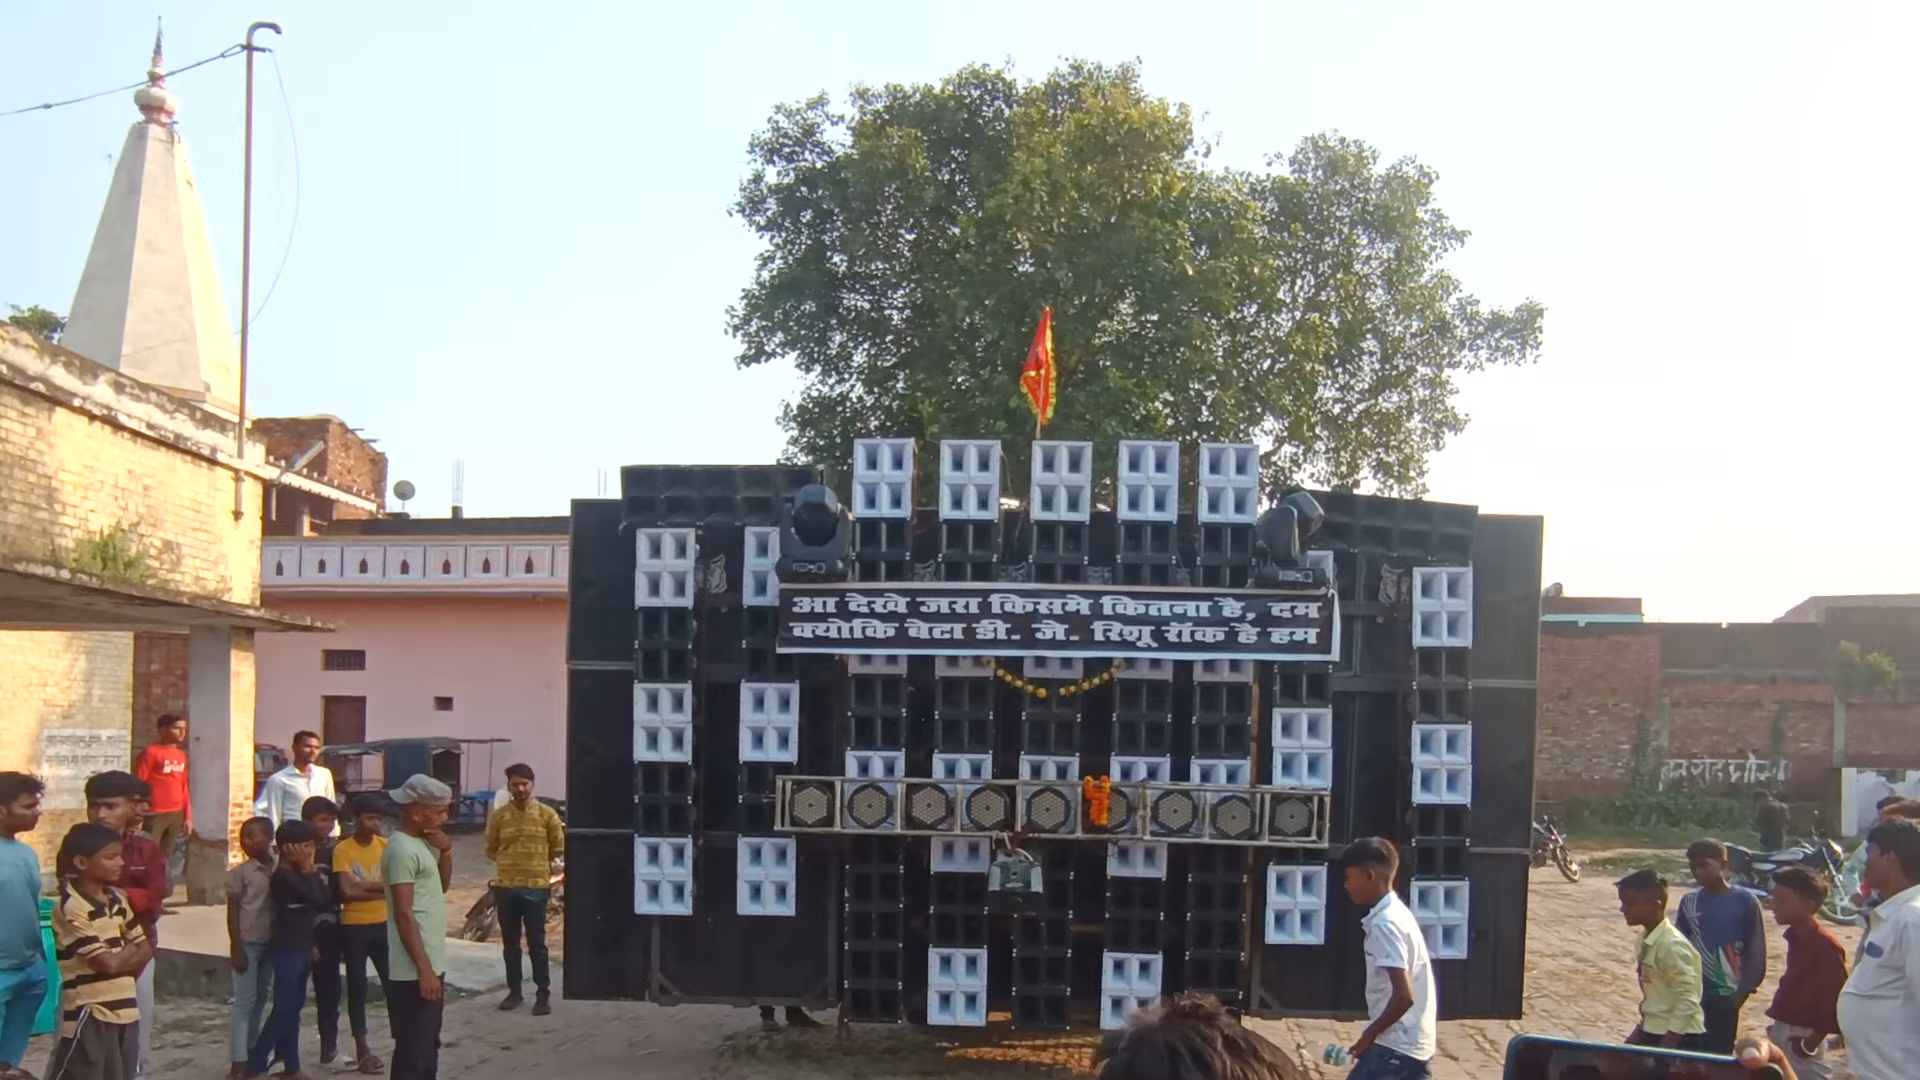 आ देखे जरा किसमे कितना है, दम
क्योकि बेटा डी. जे. रिशू रॉक है हम